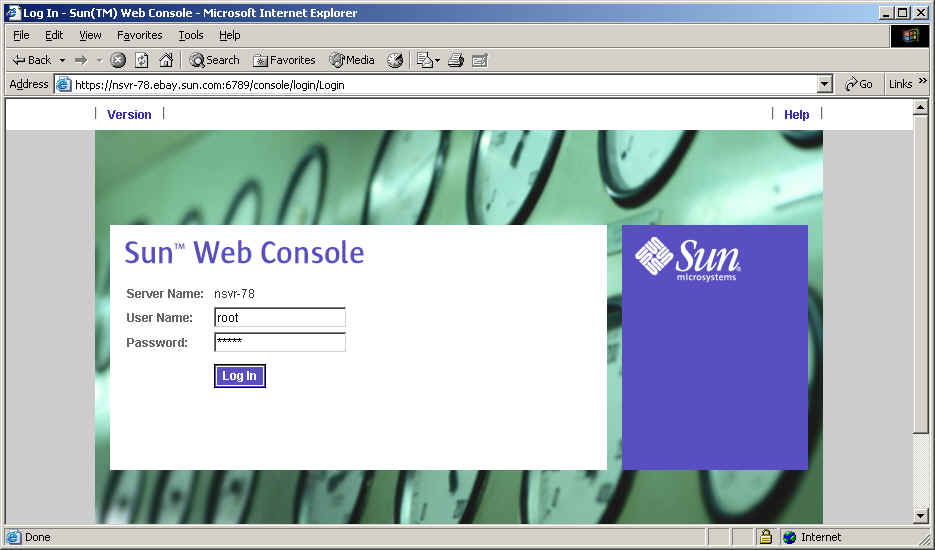 Log In - Sun(TM) Web Console - Microsoft Internet Explorer
File Edit View Favorites Tools Help
Back Search Favorites Media
Address https://nsvr-78.ebay.sun.com:6789/console/login/Login Go Links »
Version Help
Sun™ Web Console
Sun
microsystems
Server Name: nsvr-78
User Name: root
Password: *****
Log In
Done Internet